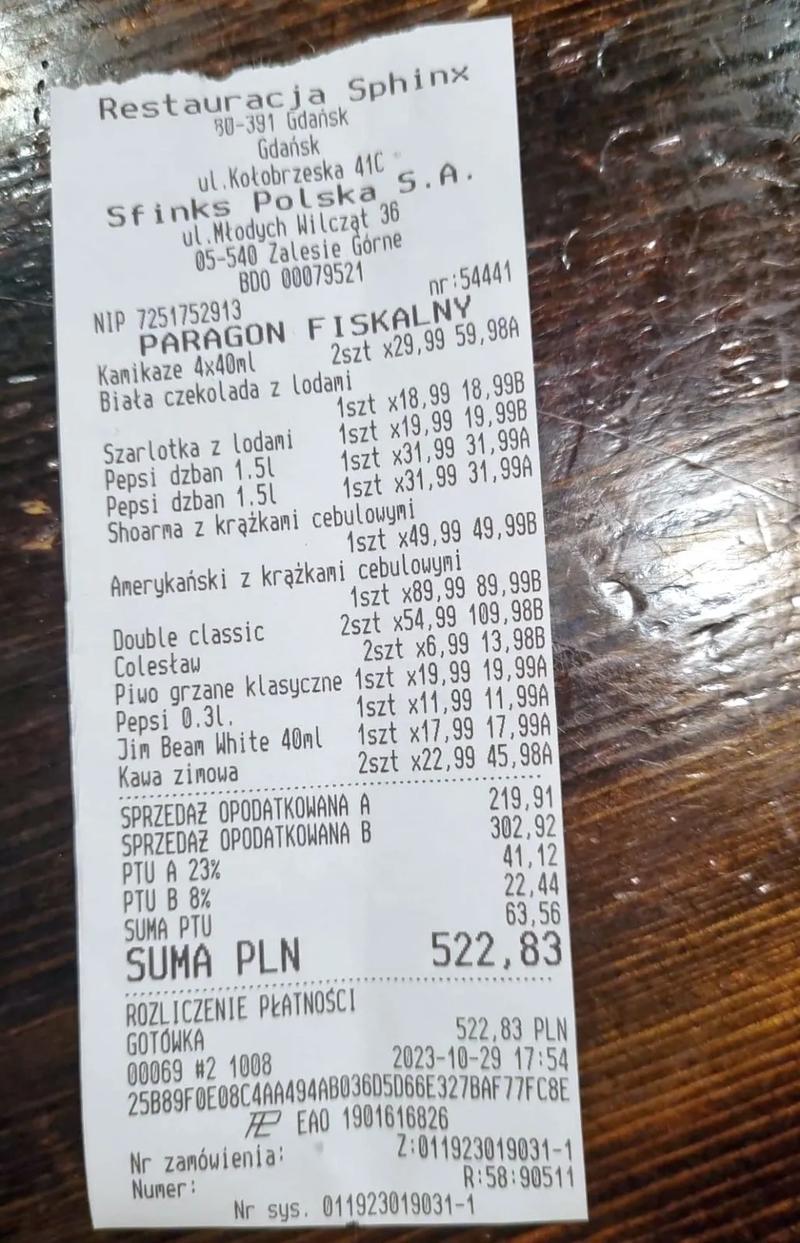 Restauracja Sphinx
80-391 Gdańsk
Gdańsk
ul.Kołobrzeska 41C
Sfinks Polska S.A.
ul.Młodych Wilcząt 36
05-540 Zalesie Górne
BDO 00079521
NIP 7251752913 nr:54441
PARAGON FISKALNY
Kamikaze 4x40ml 2szt x29,99 59,98A
Biała czekolada z lodami
1szt x18,99 18,99B
Szarlotka z lodami 1szt x19,99 19,99B
Pepsi dzban 1.5l 1szt x31,99 31,99A
Pepsi dzban 1.5l 1szt x31,99 31,99A
Shoarma z krążkami cebulowymi
1szt x49,99 49,99B
Amerykański z krążkami cebulowymi
1szt x89,99 89,99B
Double classic 2szt x54,99 109,98B
Colesław 2szt x6,99 13,98B
Piwo grzane klasyczne 1szt x19,99 19,99A
Pepsi 0.3l. 1szt x11,99 11,99A
Jim Beam White 40ml 1szt x17,99 17,99A
Kawa zimowa 2szt x22,99 45,98A
SPRZEDAŻ OPODATKOWANA A 219,91
SPRZEDAŻ OPODATKOWANA B 302,92
PTU A 23% 41,12
PTU B 8% 22,44
SUMA PTU 63,56
SUMA PLN 522,83
ROZLICZENIE PŁATNOŚCI
GOTÓWKA 522,83 PLN
00069 #2 1008 2023-10-29 17:54
25B89F0E08C4AA494AB036D5D66E327BAF77FC8E
EAO 1901616826
Nr zamówienia: Z:011923019031-1
Numer: R:58:90511
Nr sys. 011923019031-1